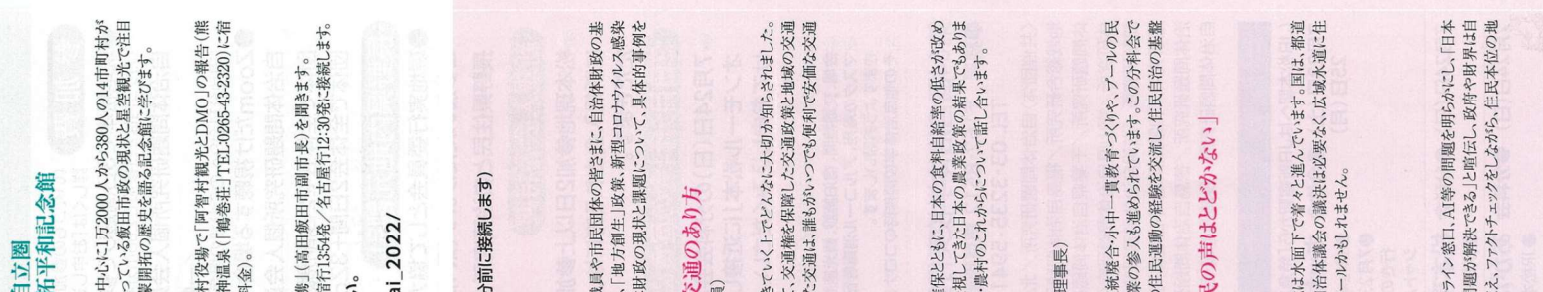 自立圏
拓平和記念館
中心に1万2000人から380人の14市町村が
っている飯田市政の現状と星空観光で注目
蒙開拓の歴史を語る記念館に学びます。
村役場で「阿智村観光とDMO」の報告（熊
神温泉（「鶴巻荘」TEL:0265-43-2320）に宿
料金）。
携」（高田飯田市副市長）を聞きます。
宿行13:54発／名古屋行12:30発に接続します。
い。
ai_2022/
分前に接続します）
職員や市民団体の皆さまに、自治体財政の基
、「地方創生」政策、新型コロナウイルス感染
体財政の現状と課題について、具体的事例を
交通のあり方
員）
きていく上でどんなに大切か知らされました。
こ、交通権を保障した交通政策と地域の交通
た交通は、誰もがいつでも便利で安価な交通
確保とともに、日本の食料自給率の低さが改め
視してきた日本の農業政策の結果でもありま
・農村のこれからについて話し合います。
理事長）
統廃合・小中一貫教育づくりや、プールの民
業の参入も進められています。この分科会で
の住民運動の経験を交流し、住民自治の基盤
民の声はとどかない」
は水面下で着々と進んでいます。国は、都道
治体議会の議決は必要なく、広域水道に住
ールかもしれません。
ライン窓口、AI等の問題を明らかにし、「日本
問題が解決できる」と喧伝し、政府や財界は自
え、ファクトチェックをしながら、住民本位の地